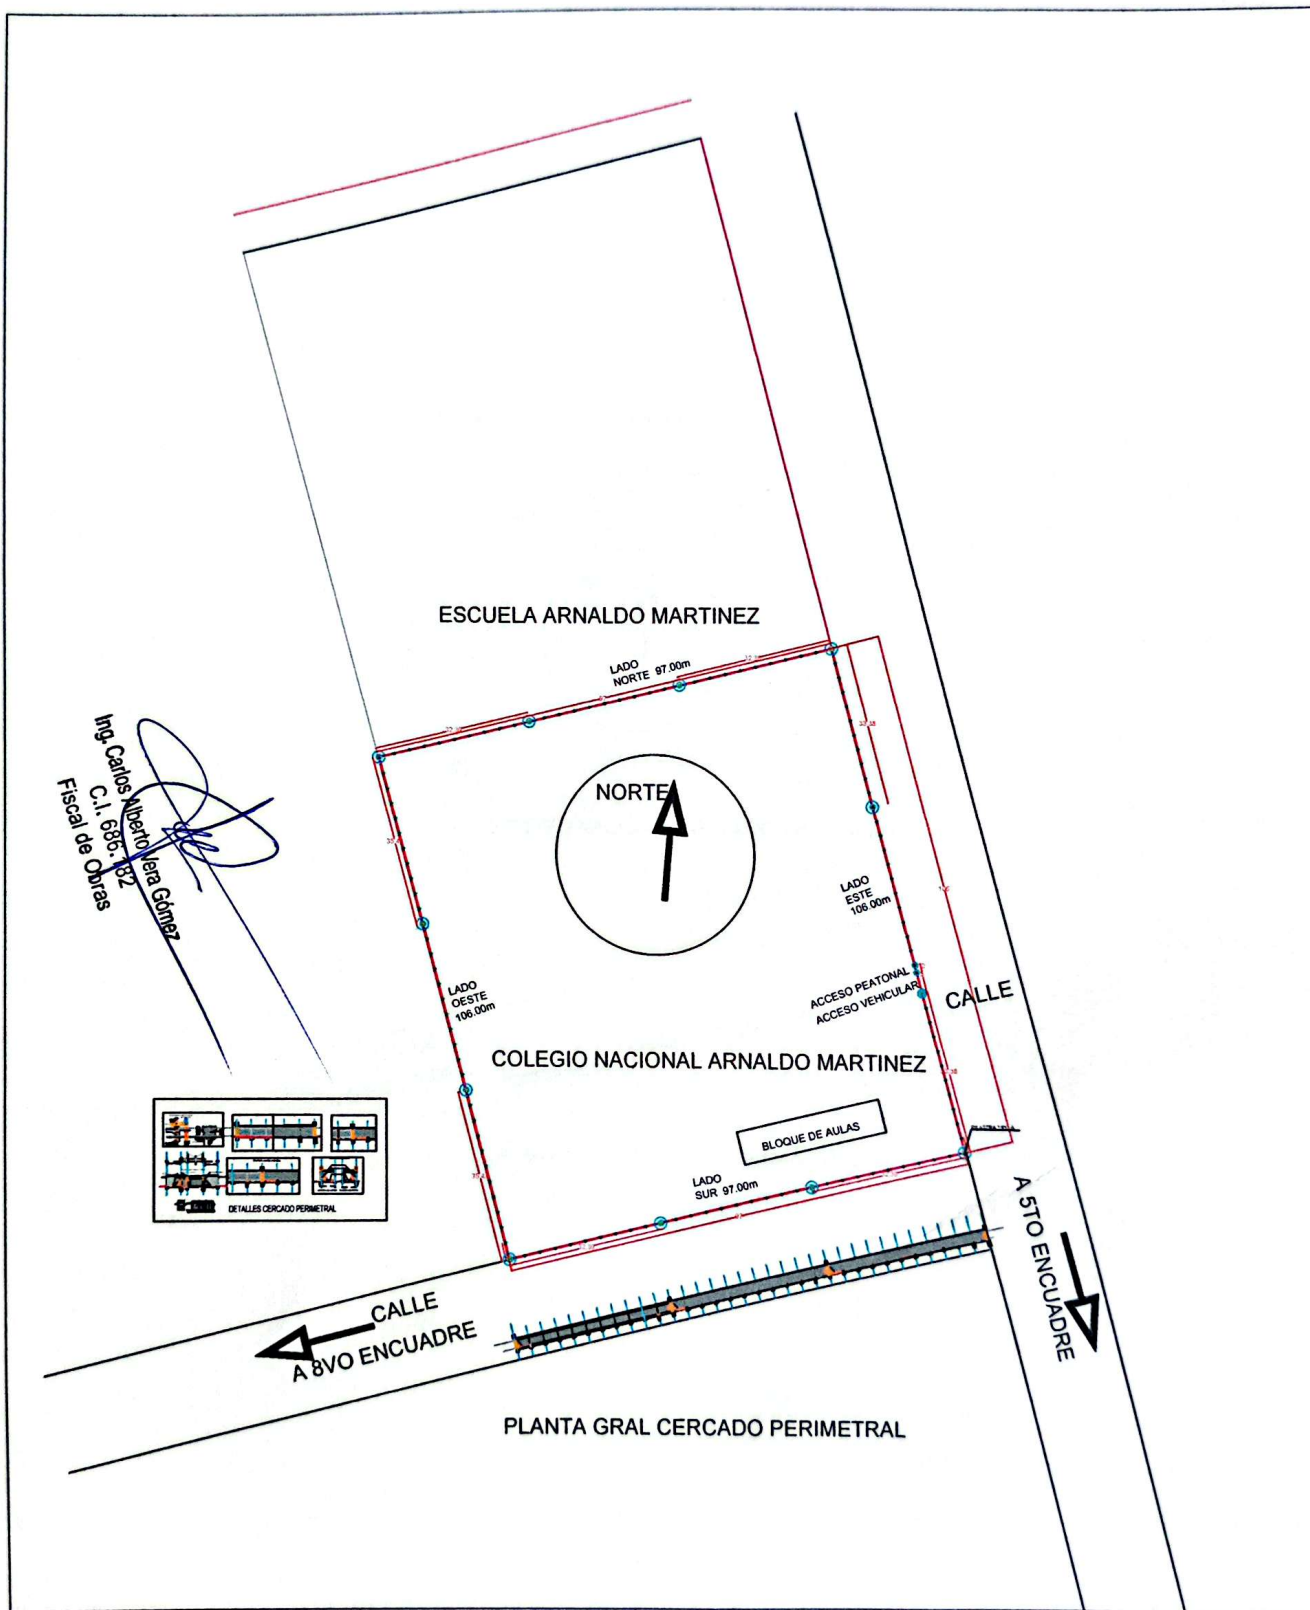 ESCUELA ARNALDO MARTINEZ
LADO
NORTE 97.00m
Ing. Carlos Alberto Vera Gómez
C.I. 686.182
Fiscal de Obras
NORTE
LADO
ESTE
106.00m
LADO
OESTE
106.00m
ACCESO PEATONAL
ACCESO VEHICULAR
CALLE
COLEGIO NACIONAL ARNALDO MARTINEZ
BLOQUE DE AULAS
LADO
SUR 97.00m
DETALLES CERCADO PERIMETRAL
A 5TO ENCUADRE
CALLE
A 8VO ENCUADRE
PLANTA GRAL CERCADO PERIMETRAL